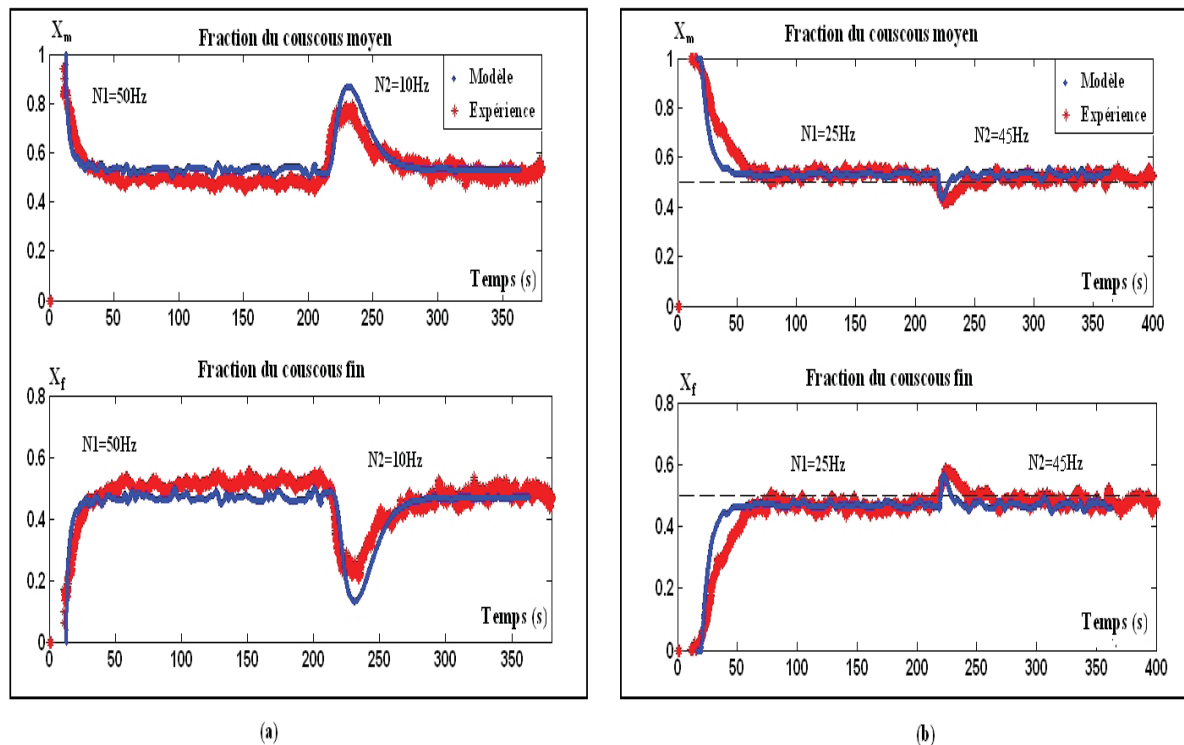 X_m
Fraction du couscous moyen
1
0.8
0.6
0.4
0.2
0
N1=50Hz
N2=10Hz
Modèle
Expérience
Temps (s)
0 50 100 150 200 250 300 350
X_f
Fraction du couscous fin
0.8
0.6
0.4
0.2
0
N1=50Hz
N2=10Hz
Temps (s)
0 50 100 150 200 250 300 350
(a)
X_m
Fraction du couscous moyen
1
0.8
0.6
0.4
0.2
0
N1=25Hz
N2=45Hz
Modèle
Expérience
Temps (s)
0 50 100 150 200 250 300 350 400
X_f
Fraction du couscous fin
0.8
0.6
0.4
0.2
0
N1=25Hz
N2=45Hz
Temps (s)
0 50 100 150 200 250 300 350 400
(b)